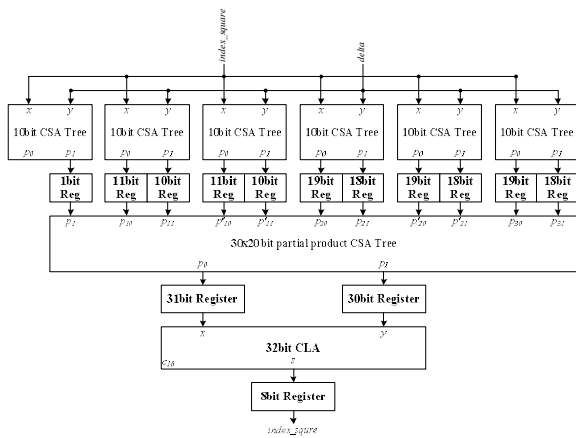 index_square
delta
x y x y x y x y x y x y
10bit CSA Tree 10bit CSA Tree 10bit CSA Tree 10bit CSA Tree 10bit CSA Tree 10bit CSA Tree
p0 p1 p0 p1 p0 p1 p0 p1 p0 p1 p0 p1
1bit Reg
11bit Reg
10bit Reg
11bit Reg
10bit Reg
19bit Reg
18bit Reg
19bit Reg
18bit Reg
19bit Reg
18bit Reg
p1 p10 p11 p'10 p'11 p20 p21 p'20 p'21 p30 p31
30x20bit partial product CSA Tree
p0 p1
31bit Register
30bit Register
x y
32bit CLA
c16 s
8bit Register
index_squre